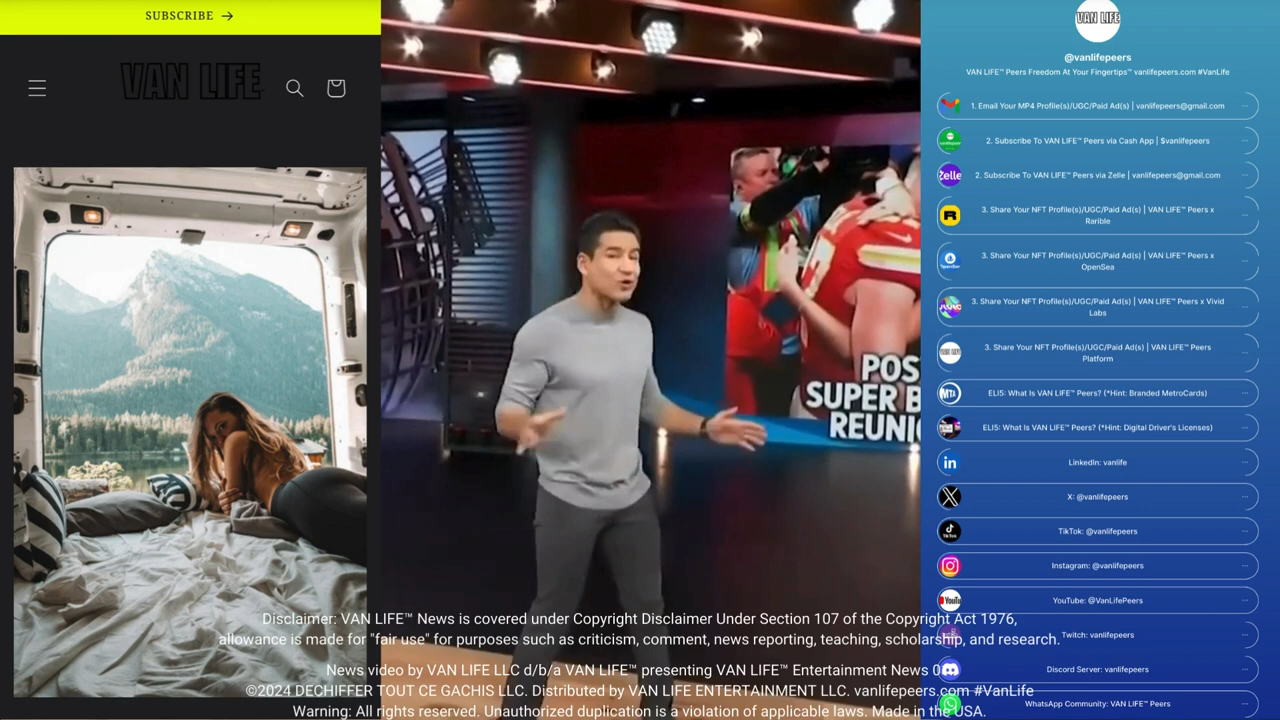 SUBSCRIBE →
VAN LIFE
POS
SUPER B
REUNI
VAN LIFE
@vanlifepeers
VAN LIFE™ Peers Freedom At Your Fingertips™ vanlifepeers.com #VanLife
1. Email Your MP4 Profile(s)/UGC/Paid Ad(s) | vanlifepeers@gmail.com
2. Subscribe To VAN LIFE™ Peers via Cash App | $vanlifepeers
Zelle
2. Subscribe To VAN LIFE™ Peers via Zelle | vanlifepeers@gmail.com
R
3. Share Your NFT Profile(s)/UGC/Paid Ad(s) | VAN LIFE™ Peers x
Rarible
OpenSea
3. Share Your NFT Profile(s)/UGC/Paid Ad(s) | VAN LIFE™ Peers x
OpenSea
3. Share Your NFT Profile(s)/UGC/Paid Ad(s) | VAN LIFE™ Peers x Vivid
Labs
3. Share Your NFT Profile(s)/UGC/Paid Ad(s) | VAN LIFE™ Peers
Platform
MTA
ELI5: What Is VAN LIFE™ Peers? (*Hint: Branded MetroCards)
ELI5: What Is VAN LIFE™ Peers? (*Hint: Digital Driver's Licenses)
in
LinkedIn: vanlife
X: @vanlifepeers
TikTok
TikTok: @vanlifepeers
Instagram: @vanlifepeers
YouTu
YouTube: @VanLifePeers
Twitch: vanlifepeers
Discord Server: vanlifepeers
WhatsApp Community: VAN LIFE™ Peers
Disclaimer: VAN LIFE™ News is covered under Copyright Disclaimer Under Section 107 of the Copyright Act 1976,
allowance is made for "fair use" for purposes such as criticism, comment, news reporting, teaching, scholarship, and research.
News video by VAN LIFE LLC d/b/a VAN LIFE™ presenting VAN LIFE™ Entertainment News
©2024 DECHIFFER TOUT CE GACHIS LLC. Distributed by VAN LIFE ENTERTAINMENT LLC. vanlifepeers.com #VanLife
Warning: All rights reserved. Unauthorized duplication is a violation of applicable laws. Made in the USA.